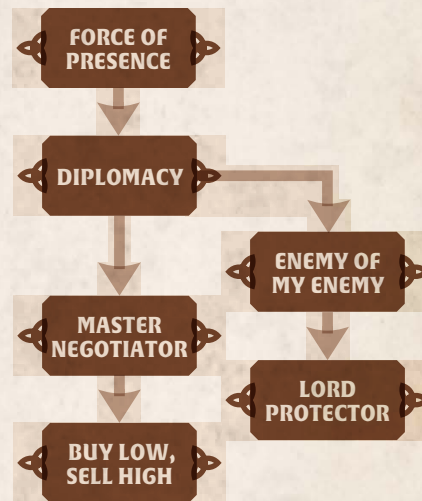 FORCE OF
PRESENCE
DIPLOMACY
ENEMY OF
MY ENEMY
MASTER
NEGOTIATOR
LORD
PROTECTOR
BUY LOW,
SELL HIGH